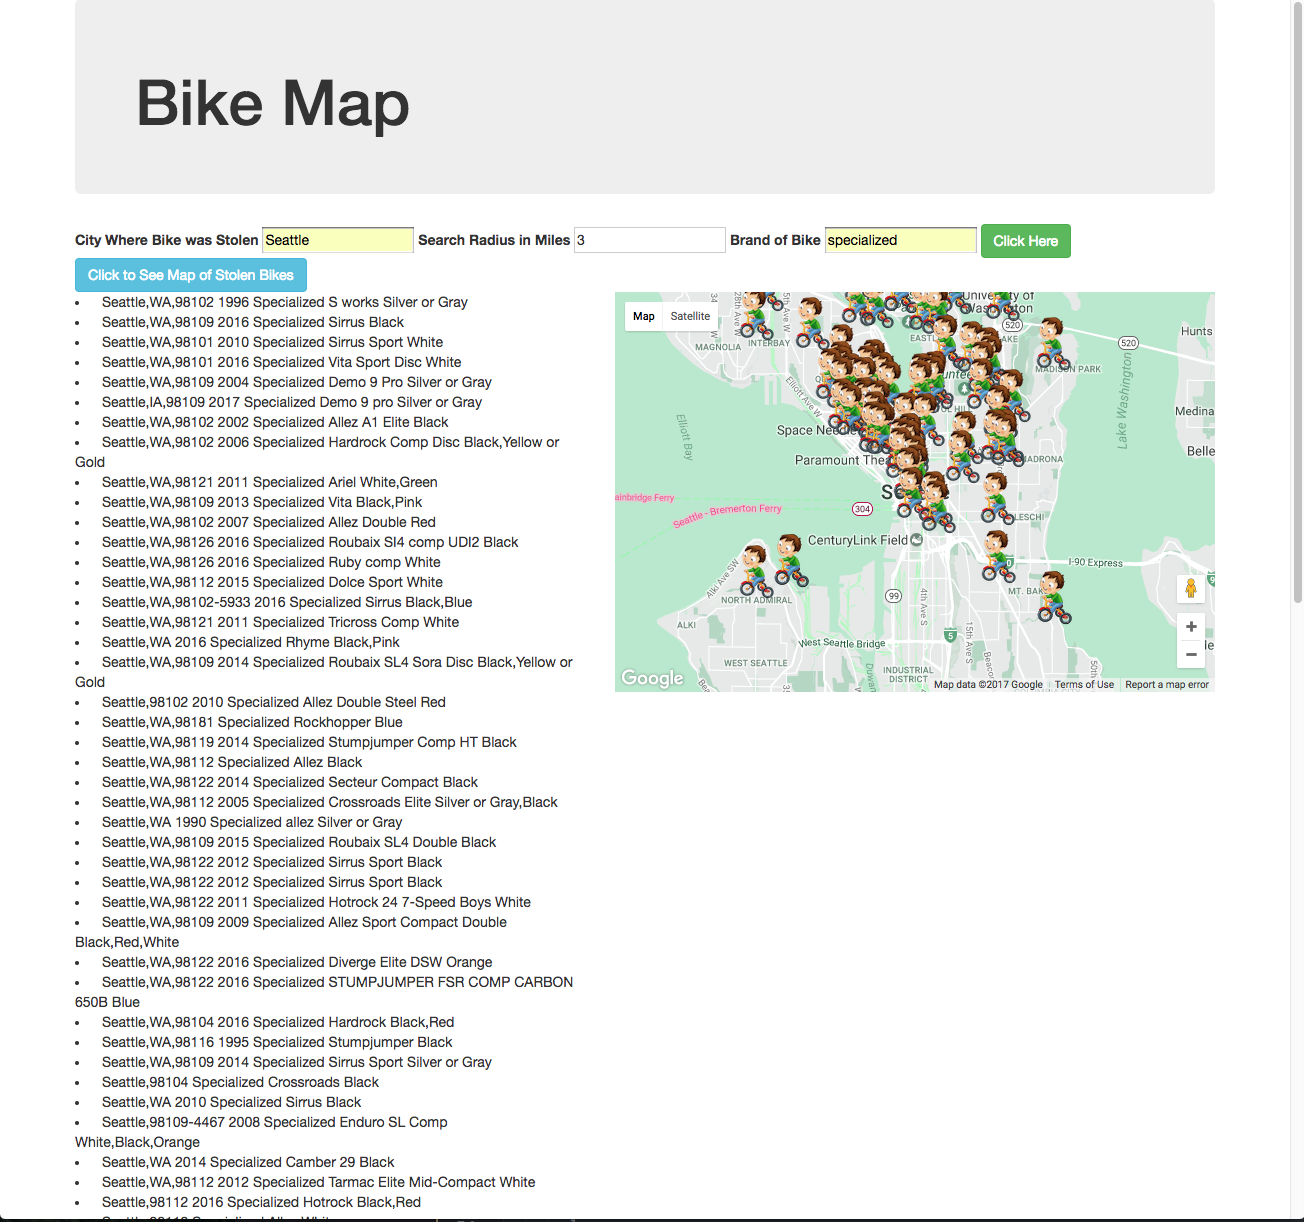 Bike Map
City Where Bike was Stolen Seattle Search Radius in Miles 3 Brand of Bike specialized Click Here
Click to See Map of Stolen Bikes
Seattle,WA,98102 1996 Specialized S works Silver or Gray
Seattle,WA,98109 2016 Specialized Sirrus Black
Seattle,WA,98101 2010 Specialized Sirrus Sport White
Seattle,WA,98101 2016 Specialized Vita Sport Disc White
Seattle,WA,98109 2004 Specialized Demo 9 Pro Silver or Gray
Seattle,IA,98109 2017 Specialized Demo 9 pro Silver or Gray
Seattle,WA,98102 2002 Specialized Allez A1 Elite Black
Seattle,WA,98102 2006 Specialized Hardrock Comp Disc Black,Yellow or
Gold
Seattle,WA,98121 2011 Specialized Ariel White,Green
Seattle,WA,98109 2013 Specialized Vita Black,Pink
Seattle,WA,98102 2007 Specialized Allez Double Red
Seattle,WA,98126 2016 Specialized Roubaix Sl4 comp UDI2 Black
Seattle,WA,98126 2016 Specialized Ruby comp White
Seattle,WA,98112 2015 Specialized Dolce Sport White
Seattle,WA,98102-5933 2016 Specialized Sirrus Black,Blue
Seattle,WA,98121 2011 Specialized Tricross Comp White
Seattle,WA 2016 Specialized Rhyme Black,Pink
Seattle,WA,98109 2014 Specialized Roubaix SL4 Sora Disc Black,Yellow or
Gold
Seattle,98102 2010 Specialized Allez Double Steel Red
Seattle,WA,98181 Specialized Rockhopper Blue
Seattle,WA,98119 2014 Specialized Stumpjumper Comp HT Black
Seattle,WA,98112 Specialized Allez Black
Seattle,WA,98122 2014 Specialized Secteur Compact Black
Seattle,WA,98112 2005 Specialized Crossroads Elite Silver or Gray,Black
Seattle,WA 1990 Specialized allez Silver or Gray
Seattle,WA,98109 2015 Specialized Roubaix SL4 Double Black
Seattle,WA,98122 2012 Specialized Sirrus Sport Black
Seattle,WA,98122 2012 Specialized Sirrus Sport Black
Seattle,WA,98122 2011 Specialized Hotrock 24 7-Speed Boys White
Seattle,WA,98109 2009 Specialized Allez Sport Compact Double
Black,Red,White
Seattle,WA,98122 2016 Specialized Diverge Elite DSW Orange
Seattle,WA,98122 2016 Specialized STUMPJUMPER FSR COMP CARBON
650B Blue
Seattle,WA,98104 2016 Specialized Hardrock Black,Red
Seattle,WA,98116 1995 Specialized Stumpjumper Black
Seattle,WA,98109 2014 Specialized Sirrus Sport Silver or Gray
Seattle,98104 Specialized Crossroads Black
Seattle,WA 2010 Specialized Sirrus Black
Seattle,98109-4467 2008 Specialized Enduro SL Comp
White,Black,Orange
Seattle,WA 2014 Specialized Camber 29 Black
Seattle,WA,98112 2012 Specialized Tarmac Elite Mid-Compact White
Seattle,98112 2016 Specialized Hotrock Black,Red
Map Satellite
University of
Washington
520
520
Hunts
MAGNOLIA
INTERBAY
28th Ave W
MADISON PARK
Elliott Ave W
Elliott Bay
Lake Washington
Medina
Space Needle
Belle
Paramount Thea
ADRONA
ainbridge Ferry
Seattle - Bremerton Ferry
304
LESCHI
CenturyLink Field
I-90 Express
Alki Ave SW
NORTH ADMIRAL
MT. BAK
99
ALKI
4th Ave S
15th Ave S
5
West Seattle Bridge
WEST SEATTLE
INDUSTRIAL
DISTRICT
Google
Map data ©2017 Google Terms of Use Report a map error